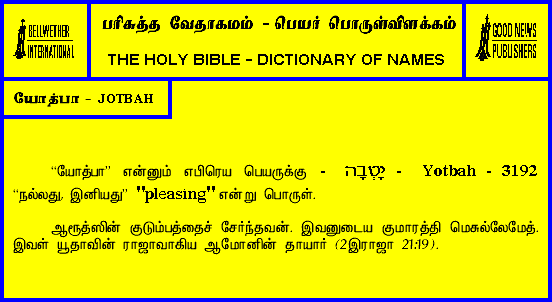 BELLWETHER
INTERNATIONAL
பரிசுத்த வேதாகமம் - பெயர் பொருள்விளக்கம்
THE HOLY BIBLE - DICTIONARY OF NAMES
GOOD NEWS
PUBLISHERS
யோத்பா - JOTBAH
“யோத்பா” என்னும் எபிரெய பெயருக்கு - יָטְבָה - Yotbah - 3192
“நல்லது, இனியது” "pleasing" என்று பொருள்.
ஆரூத்ஸின் குடும்பத்தைச் சேர்ந்தவன். இவனுடைய குமாரத்தி மெசுல்லேமேத்.
இவள் யூதாவின் ராஜாவாகிய ஆமோனின் தாயார் (2இராஜா 21:19).